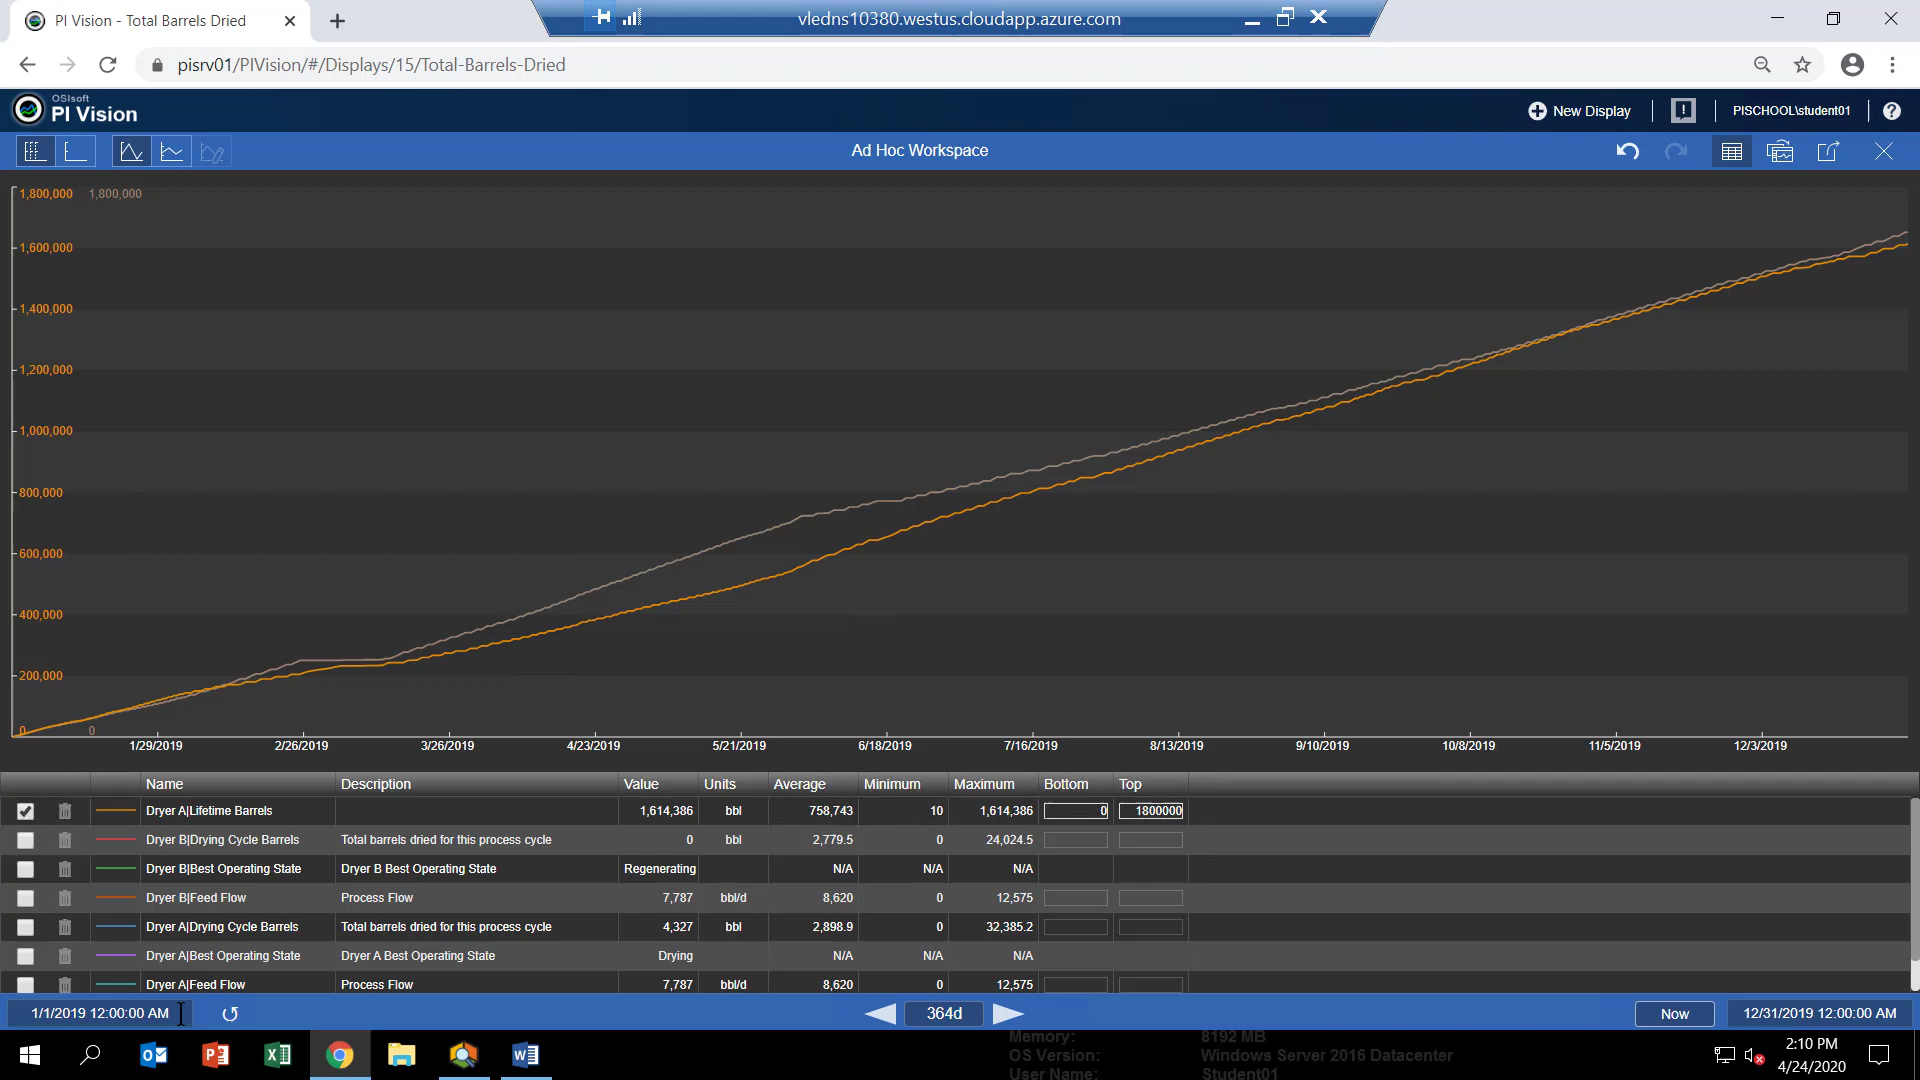 PI Vision - Total Barrels Dried
vledns10380.westus.cloudapp.azure.com
pisrv01/PIVision/#/Displays/15/Total-Barrels-Dried
OSIsoft
PI Vision
New Display
PISCHOOL\student01
Ad Hoc Workspace
1,800,000 1,800,000
1,600,000
1,400,000
1,200,000
1,000,000
800,000
600,000
400,000
200,000
0 0
1/29/2019 2/26/2019 3/26/2019 4/23/2019 5/21/2019 6/18/2019 7/16/2019 8/13/2019 9/10/2019 10/8/2019 11/5/2019 12/3/2019
Name Description Value Units Average Minimum Maximum Bottom Top
Dryer A|Lifetime Barrels 1,614,386 bbl 758,743 10 1,614,386 0 1800000
Dryer B|Drying Cycle Barrels Total barrels dried for this process cycle 0 bbl 2,779.5 0 24,024.5
Dryer B|Best Operating State Dryer B Best Operating State Regenerating N/A N/A N/A
Dryer B|Feed Flow Process Flow 7,787 bbl/d 8,620 0 12,575
Dryer A|Drying Cycle Barrels Total barrels dried for this process cycle 4,327 bbl 2,898.9 0 32,385.2
Dryer A|Best Operating State Dryer A Best Operating State Drying N/A N/A N/A
Dryer A|Feed Flow Process Flow 7,787 bbl/d 8,620 0 12,575
1/1/2019 12:00:00 AM 364d Now 12/31/2019 12:00:00 AM
Memory: 8192 MB
OS Version: Windows Server 2016 Datacenter
User Name: Student01
2:10 PM
4/24/2020